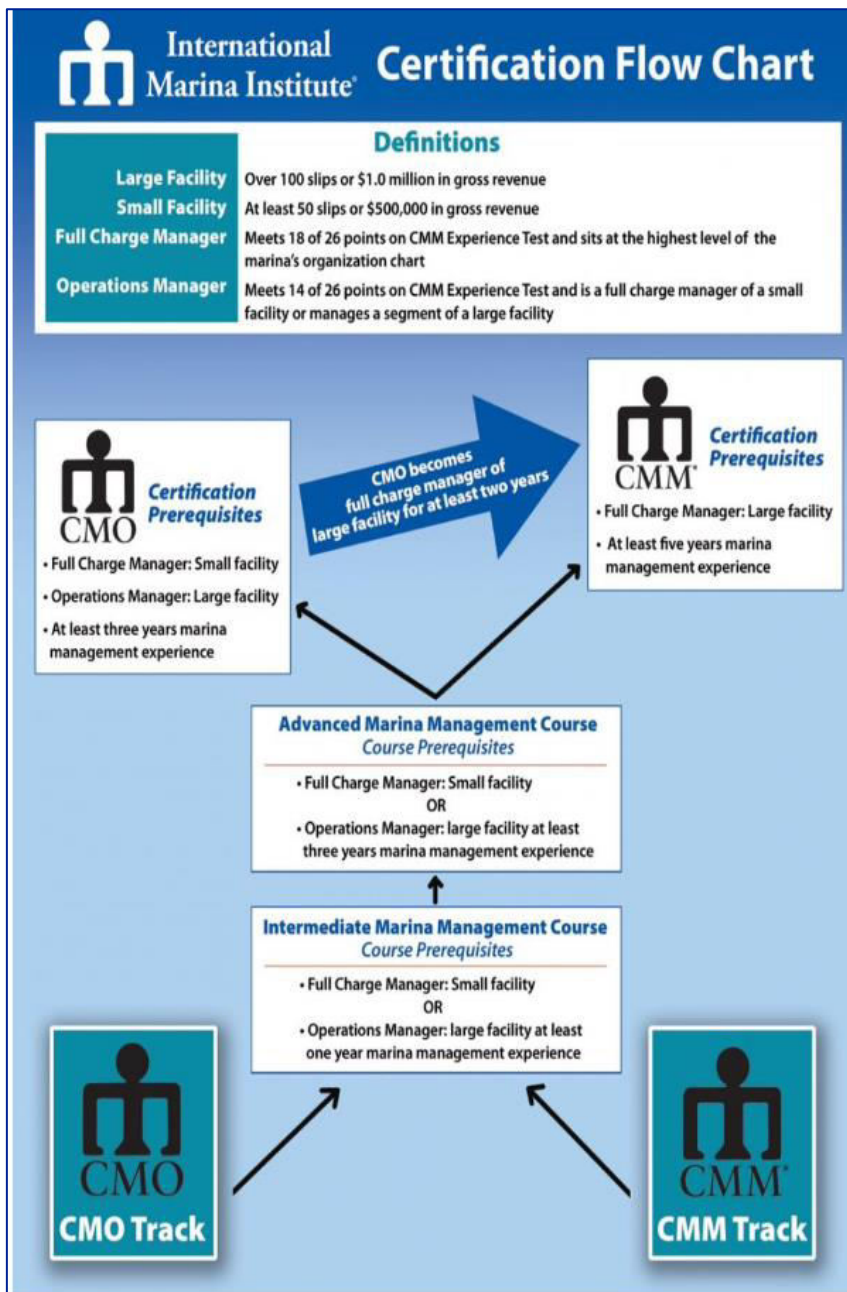 International
Marina Institute®
Certification Flow Chart
Definitions
Large Facility Over 100 slips or $1.0 million in gross revenue
Small Facility At least 50 slips or $500,000 in gross revenue
Full Charge Manager Meets 18 of 26 points on CMM Experience Test and sits at the highest level of the
marina's organization chart
Operations Manager Meets 14 of 26 points on CMM Experience Test and is a full charge manager of a small
facility or manages a segment of a large facility
CMO
Certification
Prerequisites
• Full Charge Manager: Small facility
• Operations Manager: Large facility
• At least three years marina
management experience
CMO becomes
full charge manager of
large facility for at least two years
CMM®
Certification
Prerequisites
• Full Charge Manager: Large facility
• At least five years marina
management experience
Advanced Marina Management Course
Course Prerequisites
• Full Charge Manager: Small facility
OR
• Operations Manager: large facility at least
three years marina management experience
Intermediate Marina Management Course
Course Prerequisites
• Full Charge Manager: Small facility
OR
• Operations Manager: large facility at least
one year marina management experience
CMO
CMO Track
CMM®
CMM Track